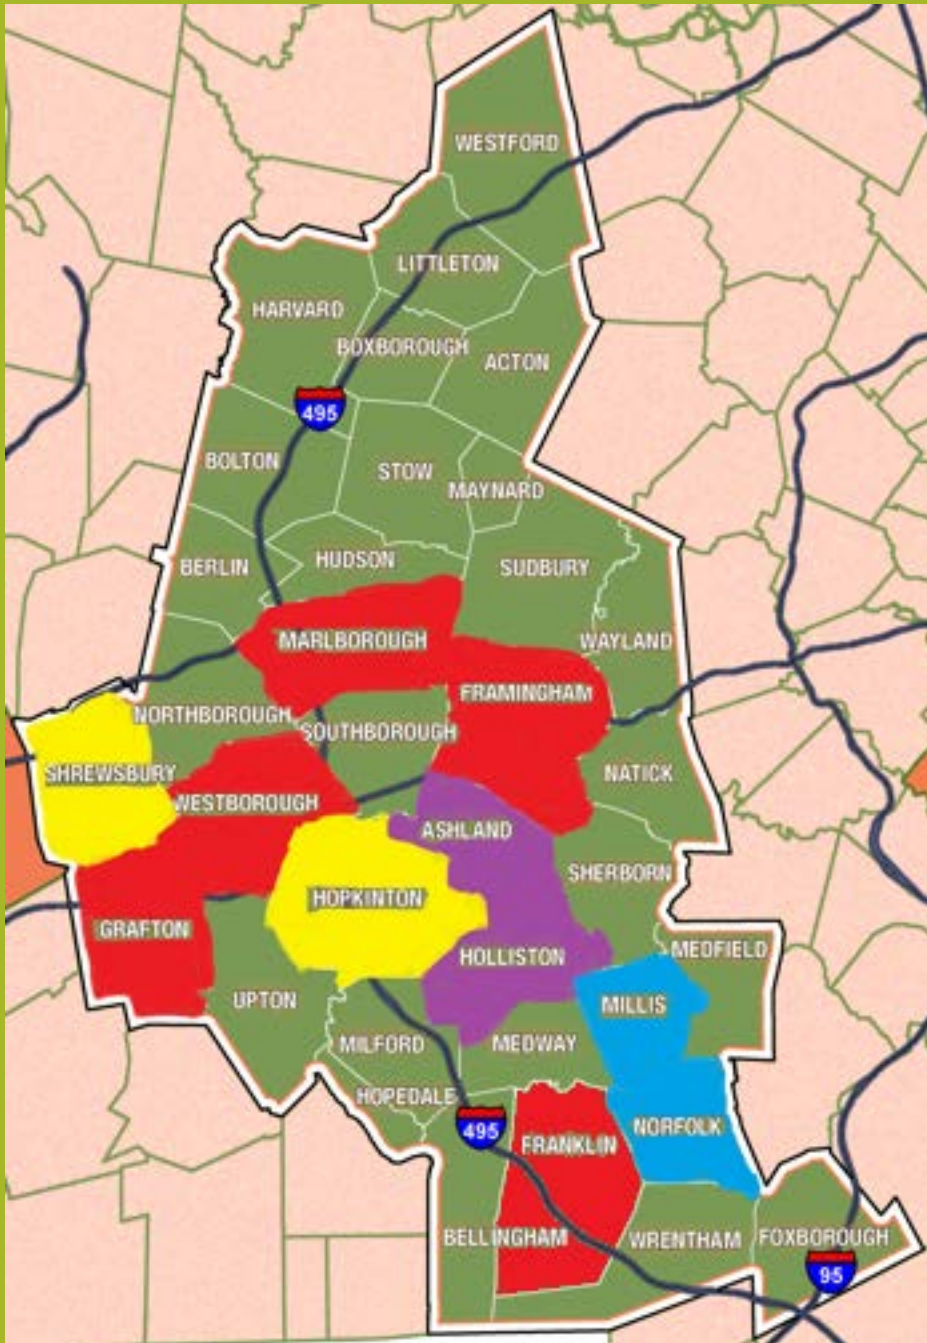 WESTFORD
LITTLETON
HARVARD
BOXBOROUGH
ACTON
495
BOLTON
STOW
MAYNARD
BERLIN
HUDSON
SUDBURY
MARLBOROUGH
WAYLAND
FRAMINGHAM
NORTHBOROUGH
SOUTHBOROUGH
SHREWSBURY
NATICK
WESTBOROUGH
ASHLAND
SHERBORN
HOPKINTON
GRAFTON
HOLLISTON
MEDFIELD
UPTON
MILLIS
MILFORD
MEDWAY
HOPEDALE
495
FRANKLIN
NORFOLK
BELLINGHAM
WRENTHAM
FOXBOROUGH
95